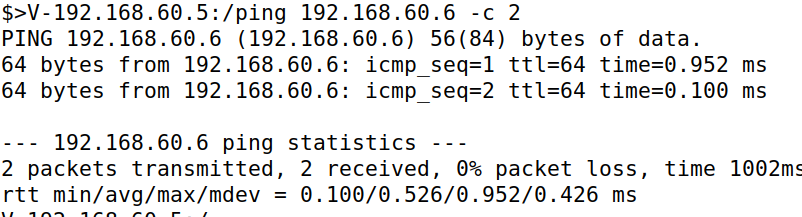 $>V-192.168.60.5:/ping 192.168.60.6 -c 2
PING 192.168.60.6 (192.168.60.6) 56(84) bytes of data.
64 bytes from 192.168.60.6: icmp_seq=1 ttl=64 time=0.952 ms
64 bytes from 192.168.60.6: icmp_seq=2 ttl=64 time=0.100 ms
--- 192.168.60.6 ping statistics ---
2 packets transmitted, 2 received, 0% packet loss, time 1002ms
rtt min/avg/max/mdev = 0.100/0.526/0.952/0.426 ms
V-192.168.60.5:/